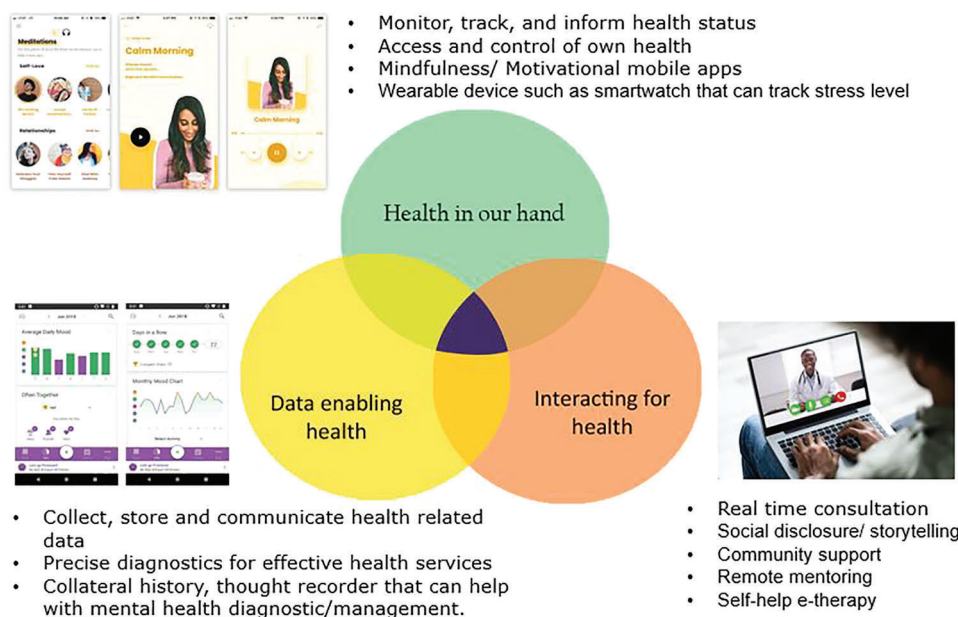 Meditations
Self-Love
Relationships
Calm Morning
Calm Morning
• Monitor, track, and inform health status
• Access and control of own health
• Mindfulness/ Motivational mobile apps
• Wearable device such as smartwatch that can track stress level
Health in our hand
Data enabling
health
Interacting for
health
Jun 2018
Average Daily Mood
Often Together
Jun 2018
Days in a Row
Monthly Mood Chart
• Collect, store and communicate health related
data
• Precise diagnostics for effective health services
• Collateral history, thought recorder that can help
with mental health diagnostic/management.
• Real time consultation
• Social disclosure/ storytelling
• Community support
• Remote mentoring
• Self-help e-therapy